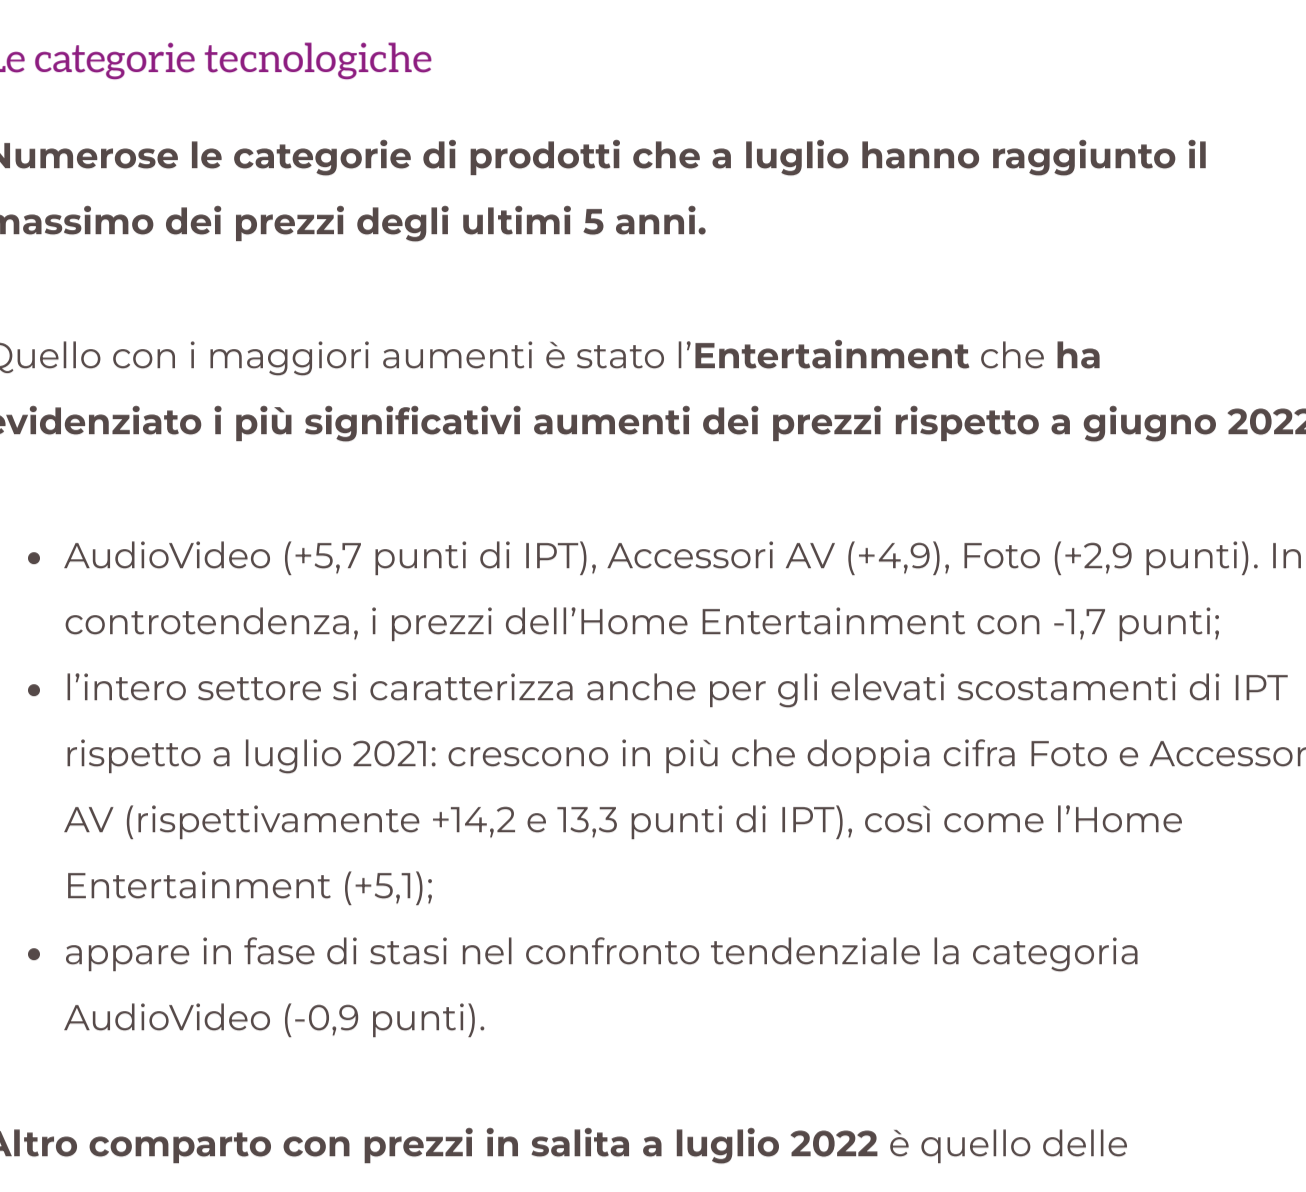 Le categorie tecnologiche
Numerose le categorie di prodotti che a luglio hanno raggiunto il
massimo dei prezzi degli ultimi 5 anni.
Quello con i maggiori aumenti è stato l’Entertainment che ha
evidenziato i più significativi aumenti dei prezzi rispetto a giugno 2022
• AudioVideo (+5,7 punti di IPT), Accessori AV (+4,9), Foto (+2,9 punti). In
controtendenza, i prezzi dell’Home Entertainment con -1,7 punti;
• l’intero settore si caratterizza anche per gli elevati scostamenti di IPT
rispetto a luglio 2021: crescono in più che doppia cifra Foto e Accessor
AV (rispettivamente +14,2 e 13,3 punti di IPT), così come l’Home
Entertainment (+5,1);
• appare in fase di stasi nel confronto tendenziale la categoria
AudioVideo (-0,9 punti).
Altro comparto con prezzi in salita a luglio 2022 è quello delle